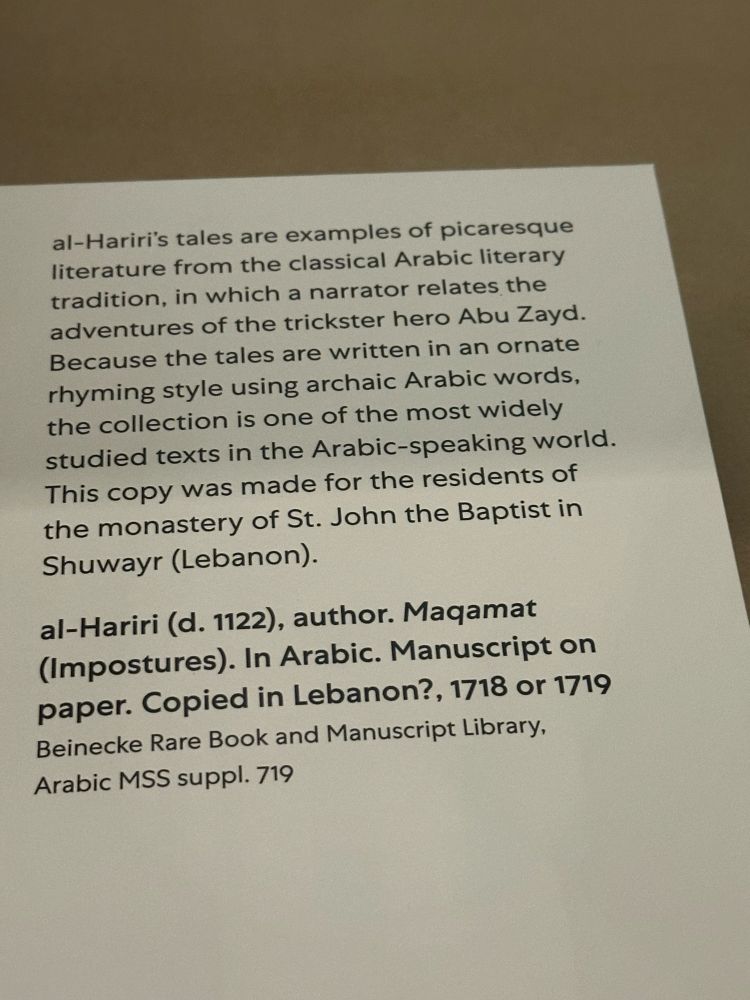 al-Hariri's tales are examples of picaresque
literature from the classical Arabic literary
tradition, in which a narrator relates the
adventures of the trickster hero Abu Zayd.
Because the tales are written in an ornate
rhyming style using archaic Arabic words,
the collection is one of the most widely
studied texts in the Arabic-speaking world.
This copy was made for the residents of
the monastery of St. John the Baptist in
Shuwayr (Lebanon).
al-Hariri (d. 1122), author. Maqamat
(Impostures). In Arabic. Manuscript on
paper. Copied in Lebanon?, 1718 or 1719
Beinecke Rare Book and Manuscript Library,
Arabic MSS suppl. 719